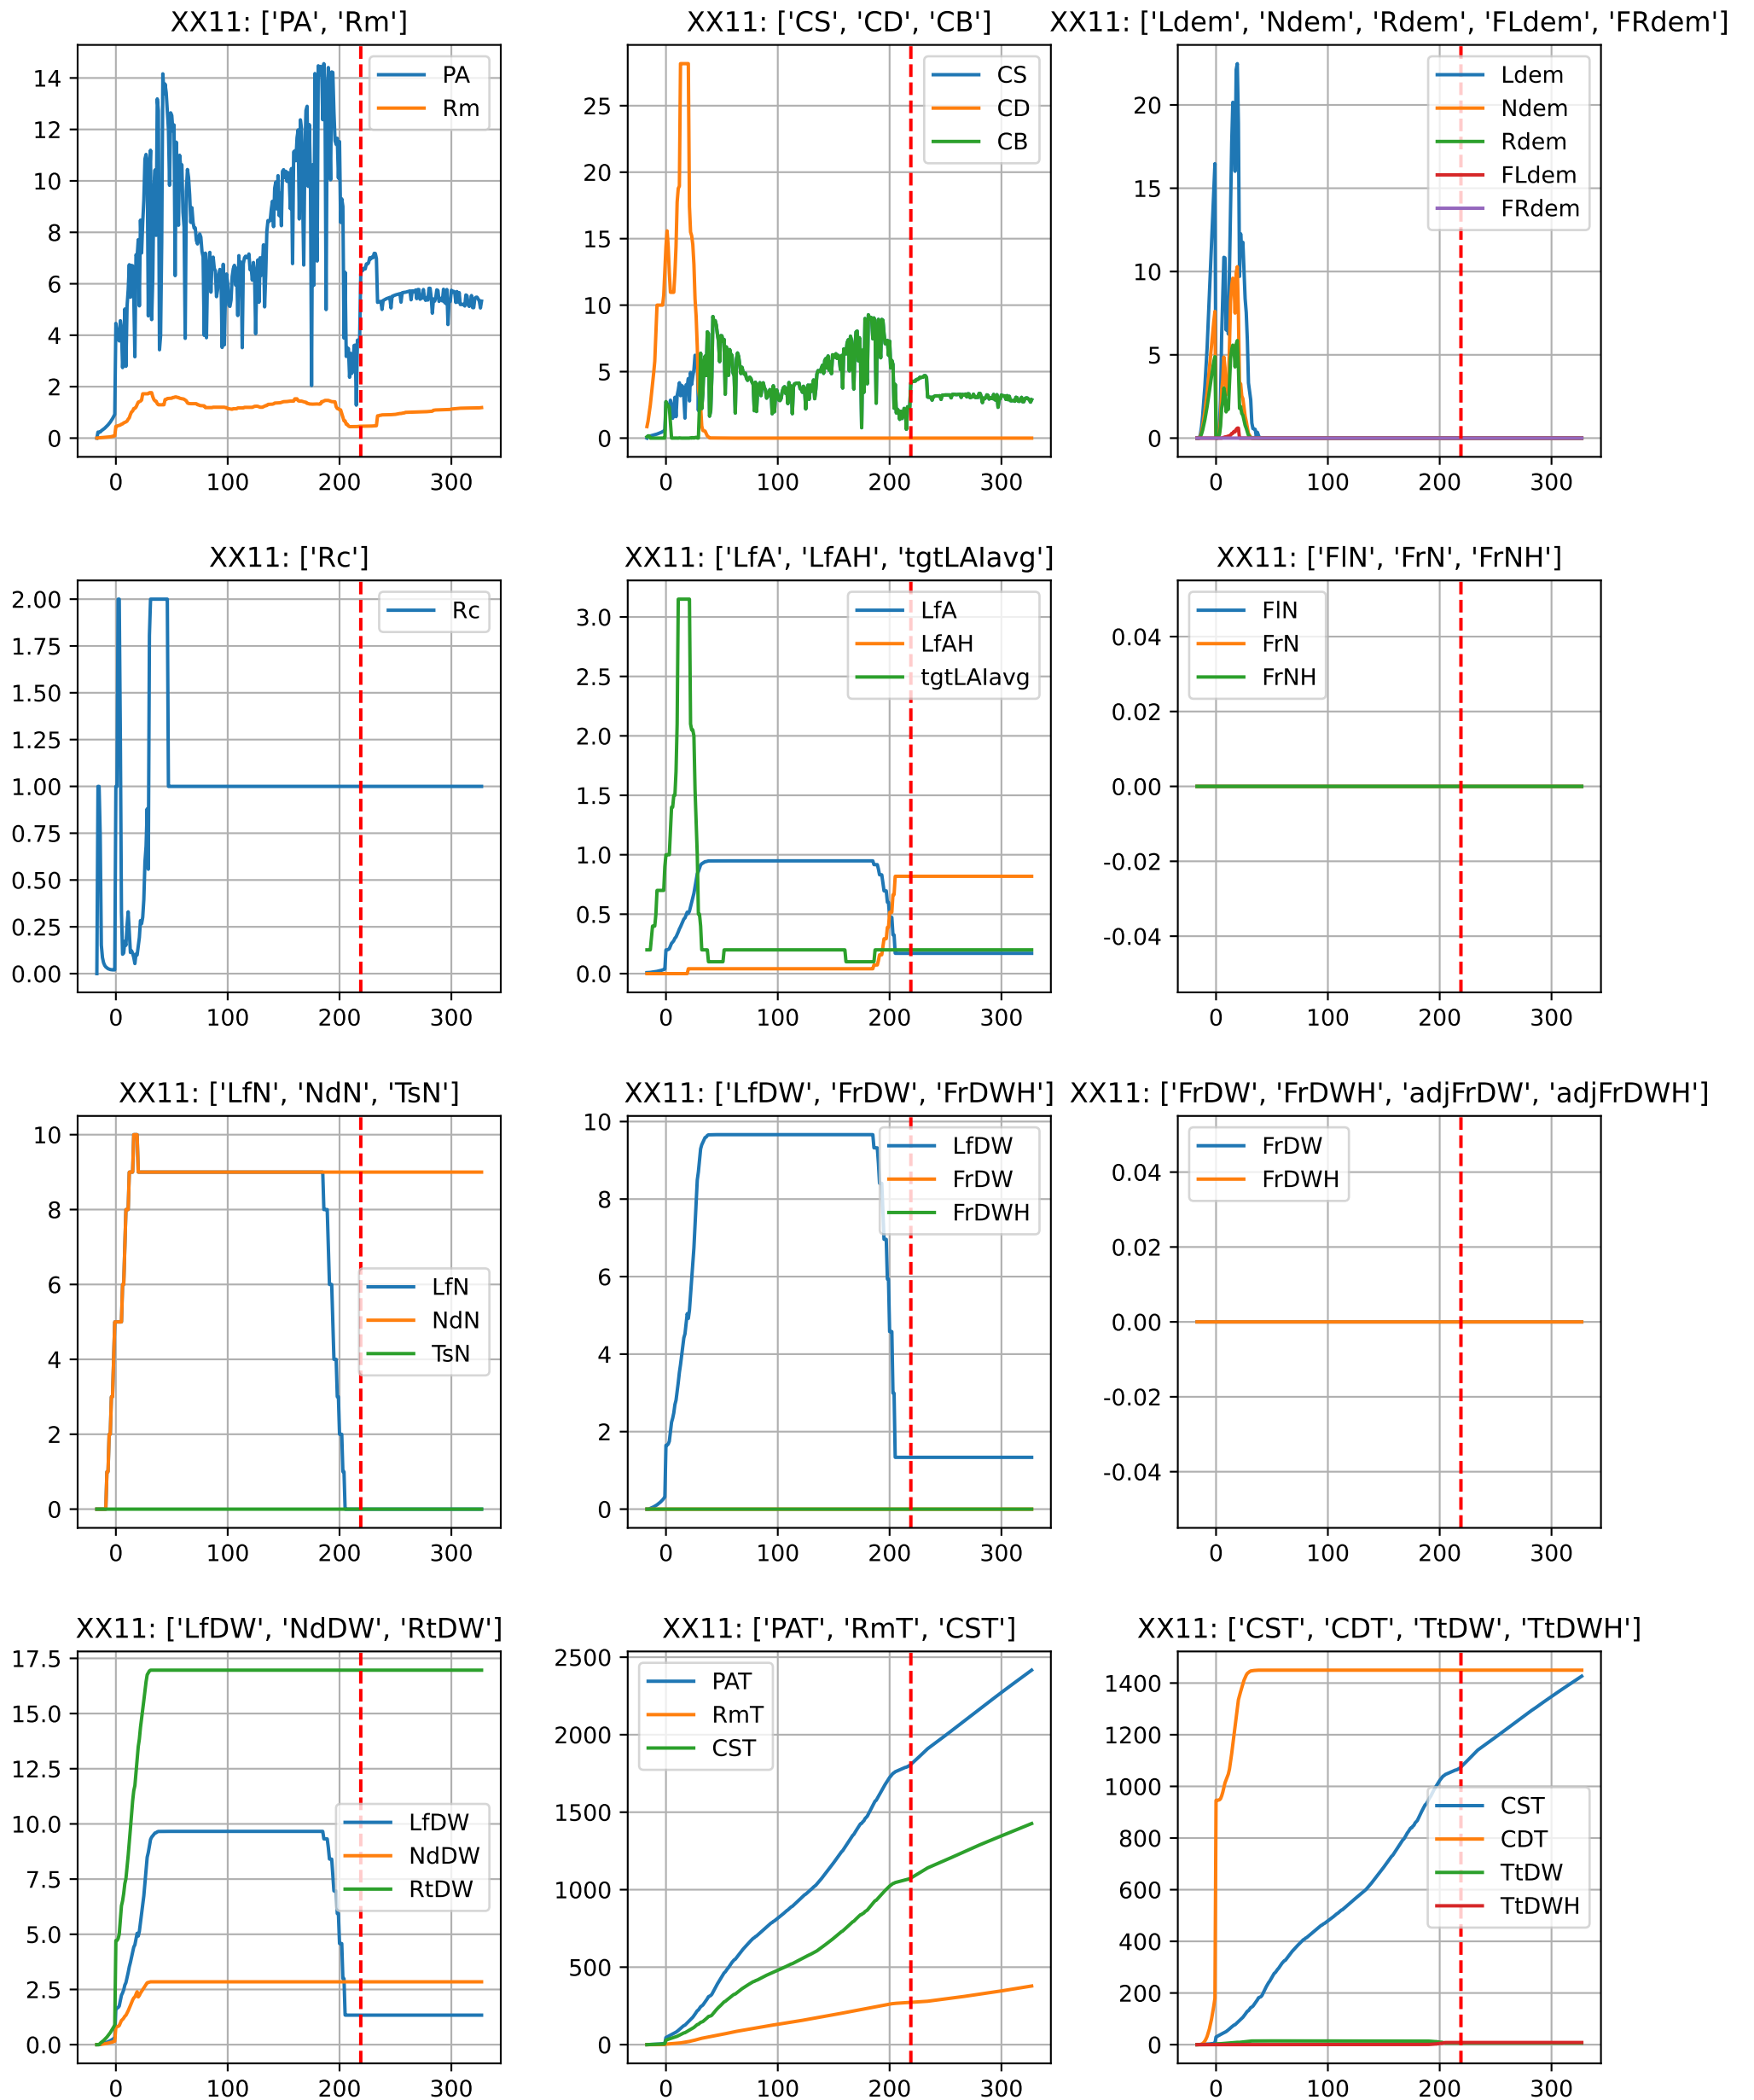 XX11: ['PA', 'Rm']
14
12
10
8
6
4
2
0
0 100 200 300
PA
Rm
XX11: ['CS', 'CD', 'CB']
25
20
15
10
5
0
0 100 200 300
CS
CD
CB
XX11: ['Ldem', 'Ndem', 'Rdem', 'FLdem', 'FRdem']
20
15
10
5
0
0 100 200 300
Ldem
Ndem
Rdem
FLdem
FRdem
XX11: ['Rc']
2.00
1.75
1.50
1.25
1.00
0.75
0.50
0.25
0.00
0 100 200 300
Rc
XX11: ['LfA', 'LfAH', 'tgtLAIavg']
3.0
2.5
2.0
1.5
1.0
0.5
0.0
0 100 200 300
LfA
LfAH
tgtLAIavg
XX11: ['FlN', 'FrN', 'FrNH']
0.04
0.02
0.00
-0.02
-0.04
0 100 200 300
FlN
FrN
FrNH
XX11: ['LfN', 'NdN', 'TsN']
10
8
6
4
2
0
0 100 200 300
LfN
NdN
TsN
XX11: ['LfDW', 'FrDW', 'FrDWH']
10
8
6
4
2
0
0 100 200 300
LfDW
FrDW
FrDWH
XX11: ['FrDW', 'FrDWH', 'adjFrDW', 'adjFrDWH']
0.04
0.02
0.00
-0.02
-0.04
0 100 200 300
FrDW
FrDWH
XX11: ['LfDW', 'NdDW', 'RtDW']
17.5
15.0
12.5
10.0
7.5
5.0
2.5
0.0
0 100 200 300
LfDW
NdDW
RtDW
XX11: ['PAT', 'RmT', 'CST']
2500
2000
1500
1000
500
0
0 100 200 300
PAT
RmT
CST
XX11: ['CST', 'CDT', 'TtDW', 'TtDWH']
1400
1200
1000
800
600
400
200
0
0 100 200 300
CST
CDT
TtDW
TtDWH